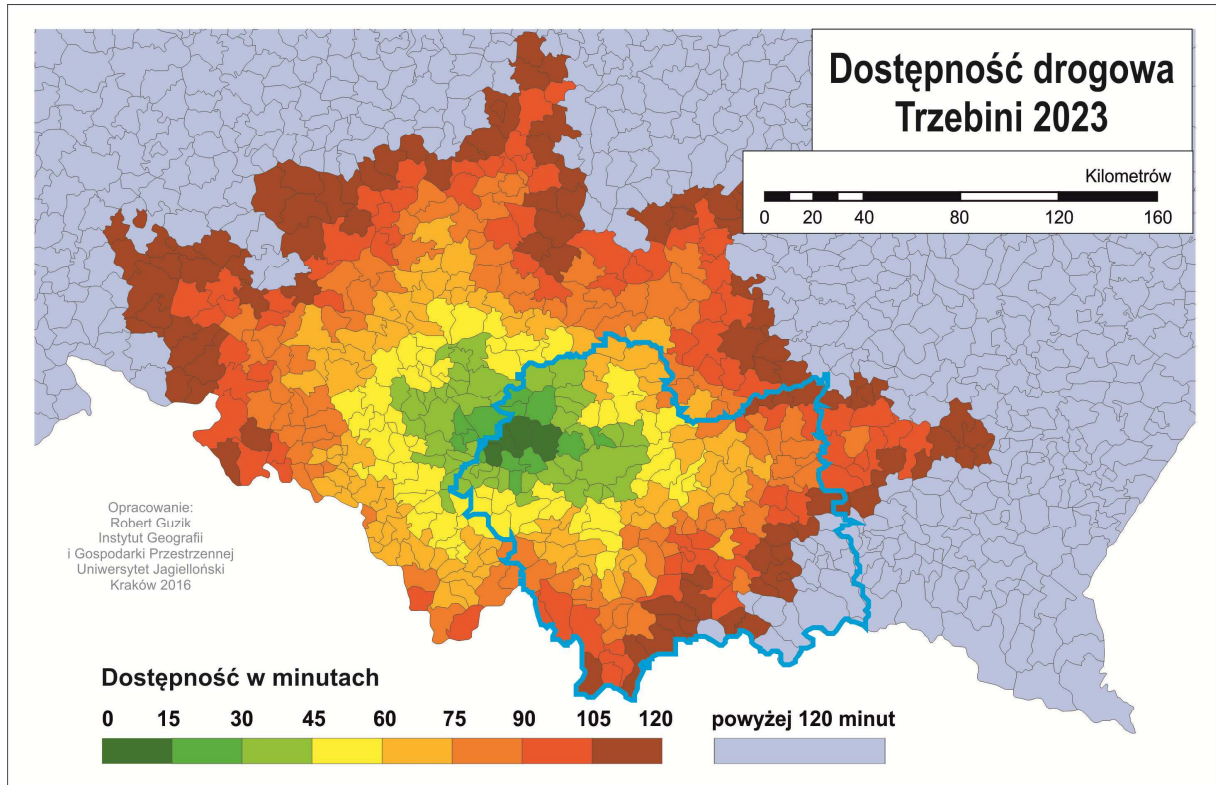 Dostępność drogowa
Trzebini 2023
Kilometrów
0 20 40 80 120 160
Opracowanie:
Robert Guzik
Instytut Geografii
i Gospodarki Przestrzennej
Uniwersytet Jagielloński
Kraków 2016
Dostępność w minutach
0 15 30 45 60 75 90 105 120
powyżej 120 minut